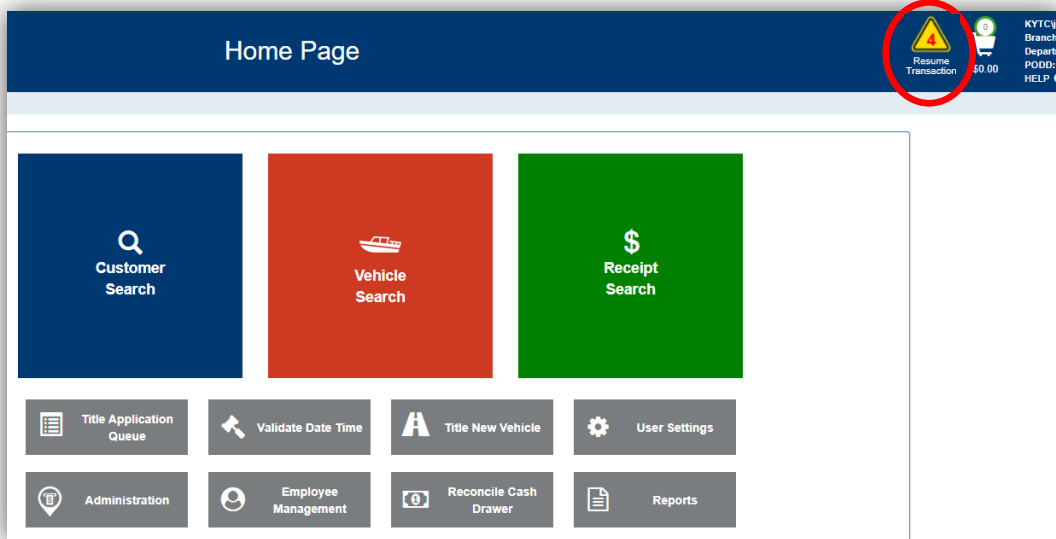 Home Page
4
Resume
Transaction
0
$0.00
KYTC\j
Branch
Departm
PODD:
HELP
Customer
Search
Vehicle
Search
$
Receipt
Search
Title Application
Queue
Validate Date Time
Title New Vehicle
User Settings
Administration
Employee
Management
Reconcile Cash
Drawer
Reports